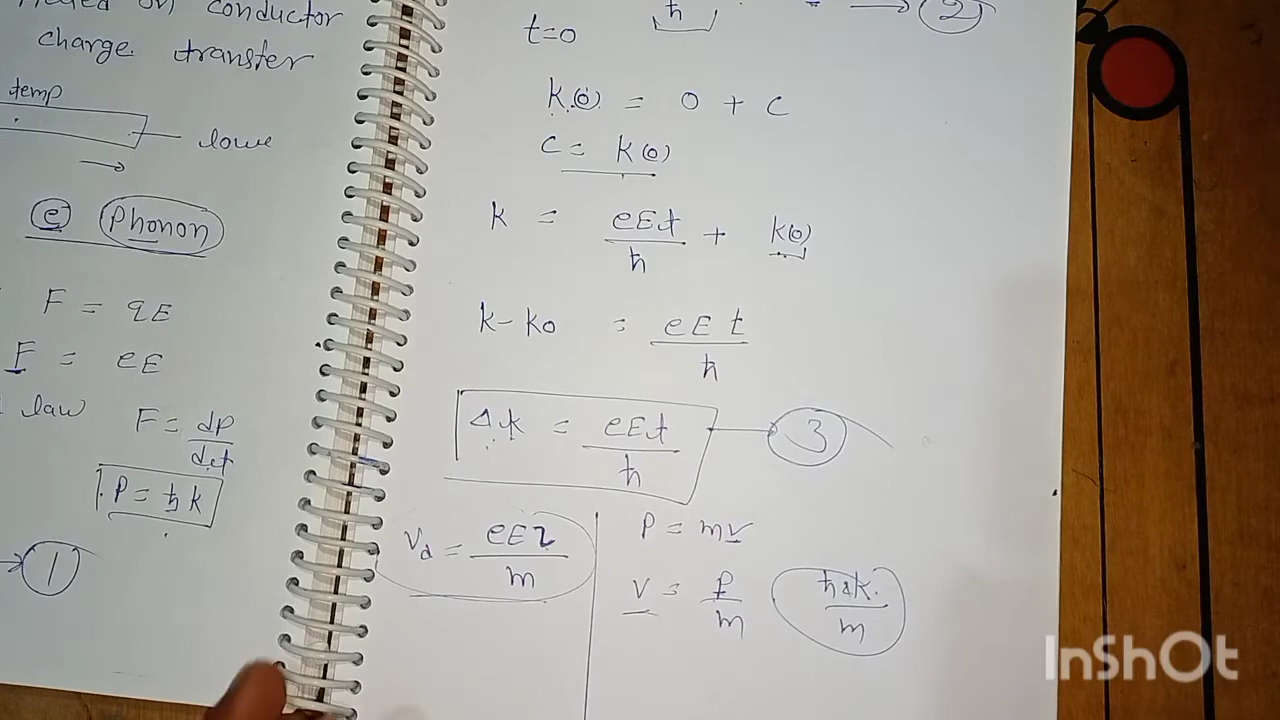 on conductor
charge transfer
temp
lowe
e Phonon
F = qE
F = eE
law F = dP/dt
P = ħk
1
ħ 2
t=0
k(0) = 0 + c
c = k(0)
k = eEt/ħ + k(0)
k - k0 = eEt/ħ
Δk = eEt/ħ 3
Vd = eEτ/m
P = mv
v = P/m ħΔk/m
InShOt